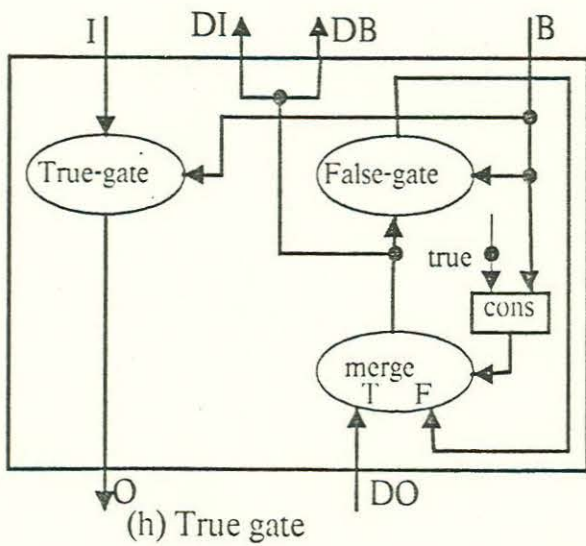 I DI DB B
True-gate False-gate
true
cons
merge
T F
O DO
(h) True gate